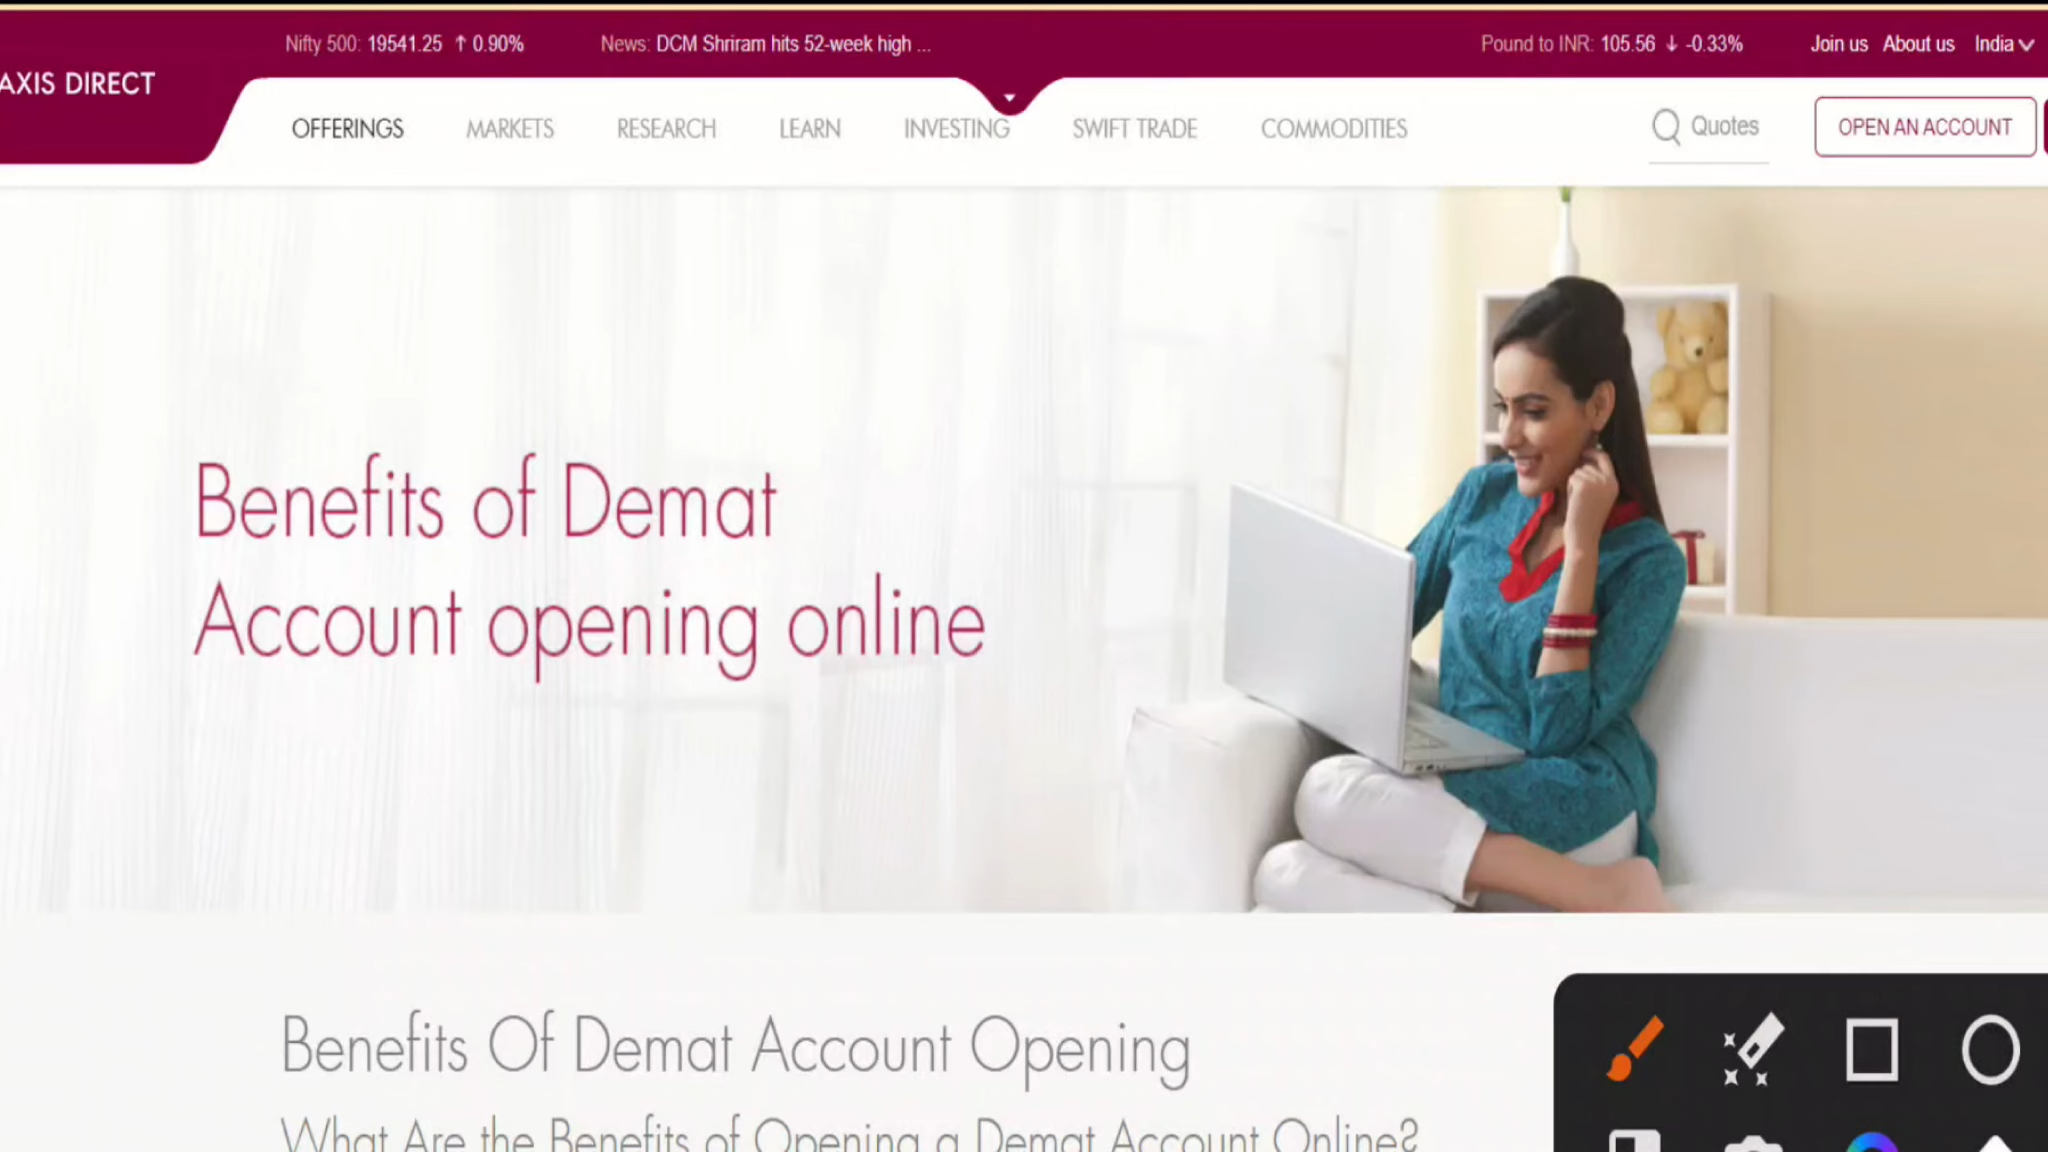 Nifty 500: 19541.25 ↑ 0.90% News: DCM Shriram hits 52-week high ... Pound to INR: 105.56 ↓ -0.33% Join us About us India
AXIS DIRECT
OFFERINGS MARKETS RESEARCH LEARN INVESTING SWIFT TRADE COMMODITIES Quotes OPEN AN ACCOUNT
Benefits of Demat
Account opening online
Benefits Of Demat Account Opening
What Are the Benefits of Opening a Demat Account Online?